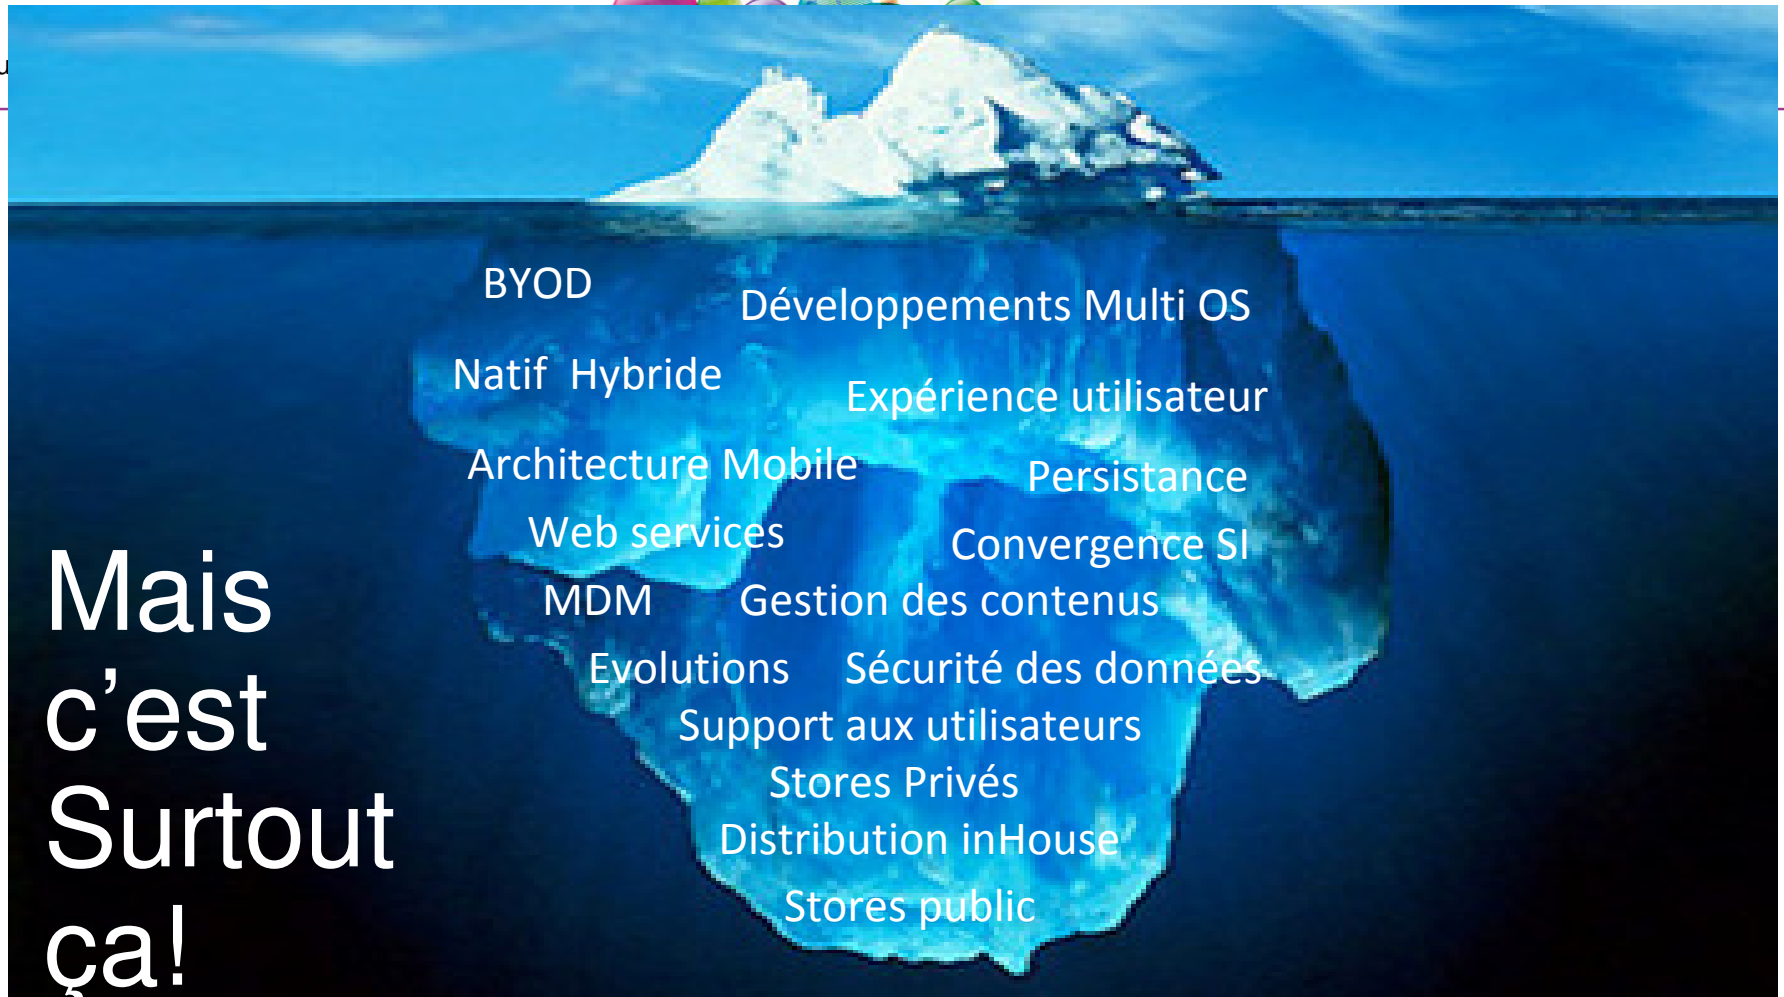 BYOD
Développements Multi OS
Natif  Hybride
Expérience utilisateur
Architecture Mobile
Persistance
Web services
Convergence SI
MDM
Gestion des contenus
Evolutions
Sécurité des données
Support aux utilisateurs
Stores Privés
Distribution inHouse
Stores public
Mais
c’est
Surtout
ça!